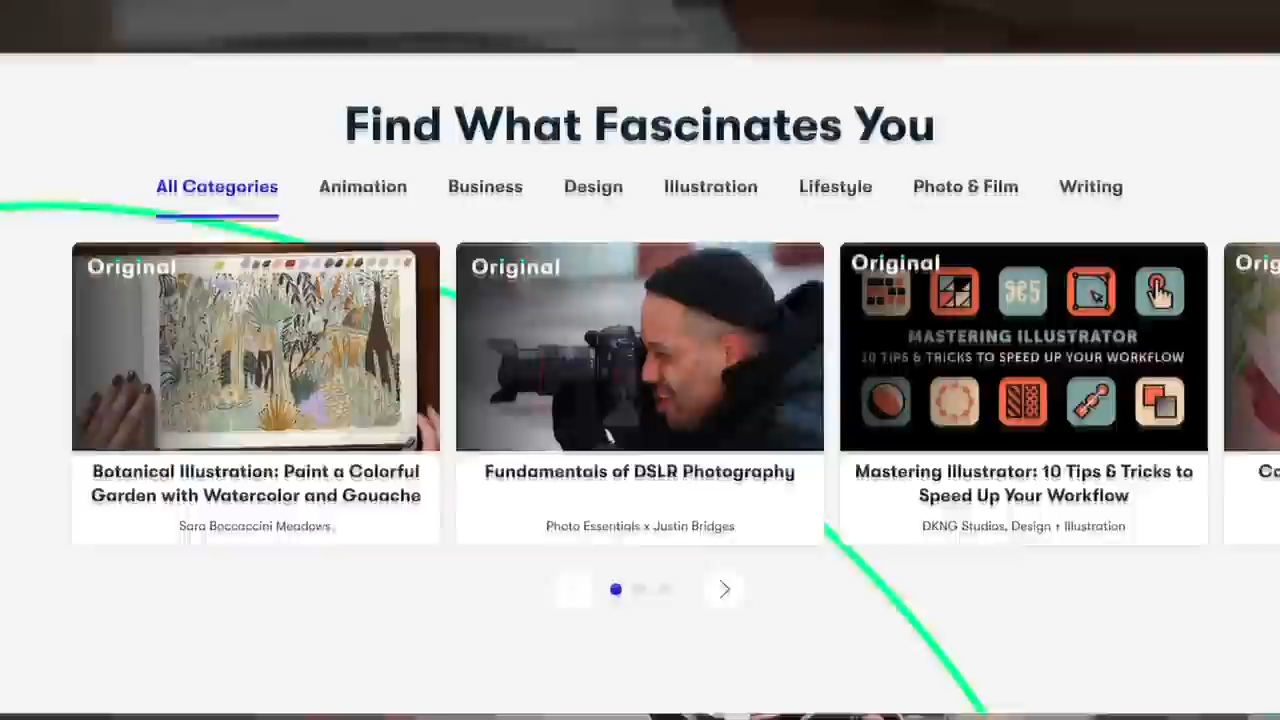 Find What Fascinates You
All Categories Animation Business Design Illustration Lifestyle Photo & Film Writing
Original
Botanical Illustration: Paint a Colorful
Garden with Watercolor and Gouache
Sara Boccaccini Meadows
Original
Fundamentals of DSLR Photography
Photo Essentials x Justin Bridges
Original
MASTERING ILLUSTRATOR
10 TIPS & TRICKS TO SPEED UP YOUR WORKFLOW
Mastering Illustrator: 10 Tips & Tricks to
Speed Up Your Workflow
DKNG Studios, Design + Illustration